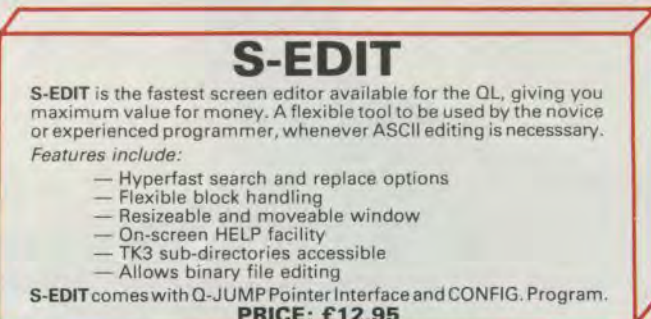 S-EDIT
S-EDIT is the fastest screen editor available for the QL, giving you
maximum value for money. A flexible tool to be used by the novice
or experienced programmer, whenever ASCII editing is necesssary.
Features include:
— Hyperfast search and replace options
— Flexible block handling
— Resizeable and moveable window
— On-screen HELP facility
— TK3 sub-directories accessible
— Allows binary file editing
S-EDIT comes with Q-JUMP Pointer Interface and CONFIG. Program.
PRICE: £12.95